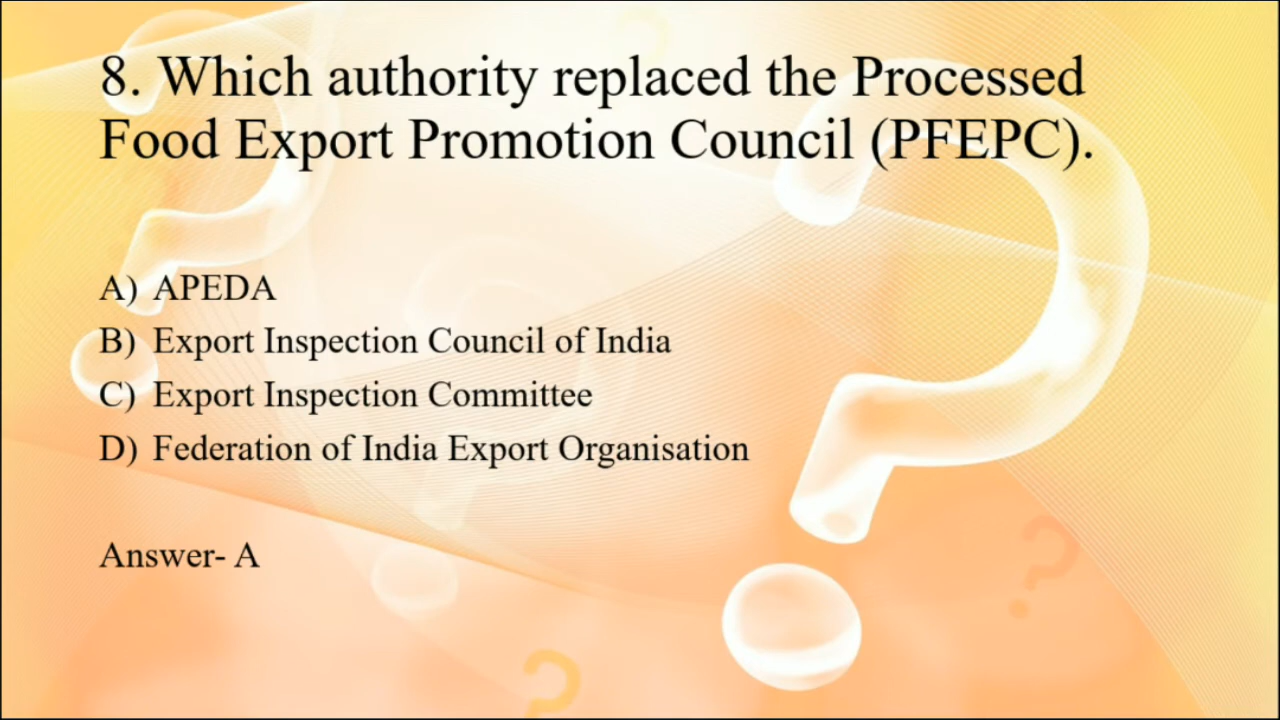 8. Which authority replaced the Processed
Food Export Promotion Council (PFEPC).
A) APEDA
B) Export Inspection Council of India
C) Export Inspection Committee
D) Federation of India Export Organisation
Answer- A